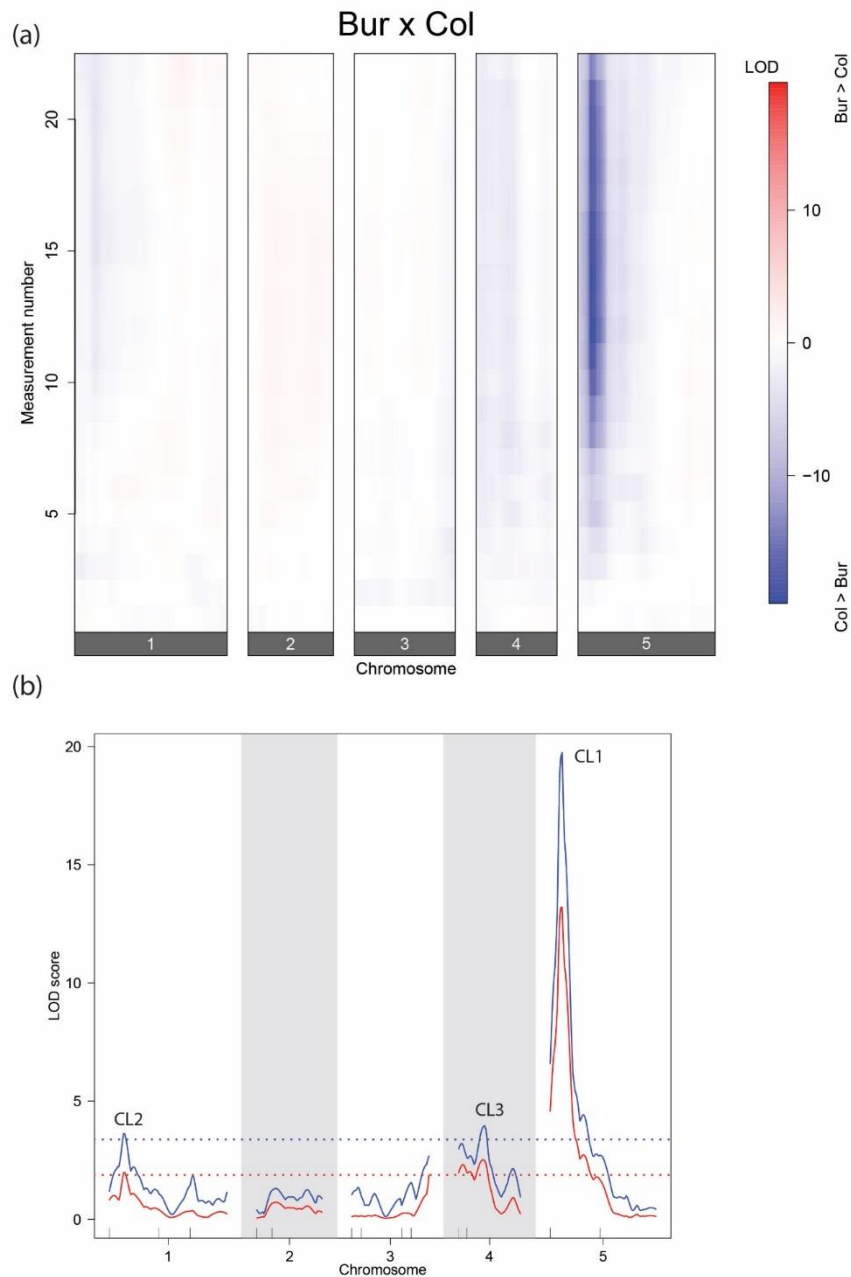 (a)
Bur x Col
LOD
Bur > Col
10
0
−10
Col > Bur
Measurement number
20
15
10
5
1 2 3 4 5
Chromosome
(b)
LOD score
20
15
10
5
0
CL1
CL2
CL3
1 2 3 4 5
Chromosome